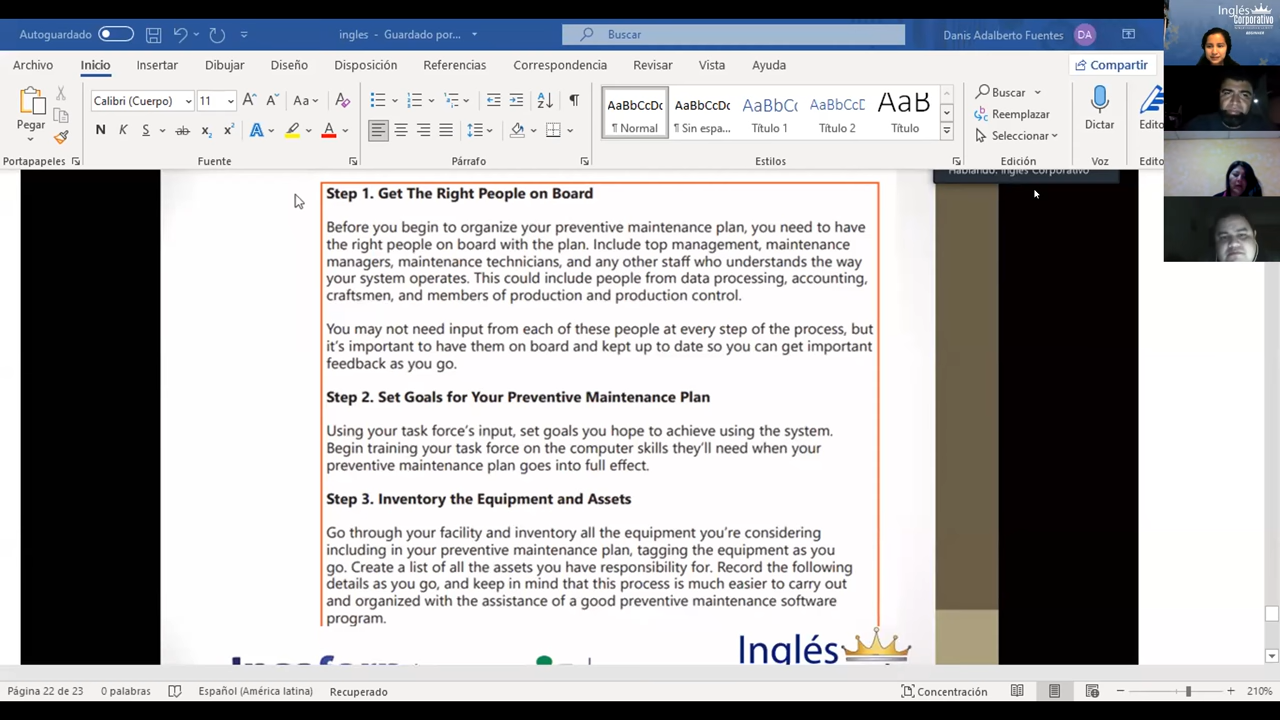 Autoguardado
ingles - Guardado por...
Buscar
Danis Adalberto Fuentes
DA
Inglés
Corporativo
Archivo
Inicio
Insertar
Dibujar
Diseño
Disposición
Referencias
Correspondencia
Revisar
Vista
Ayuda
Compartir
Pegar
Calibri (Cuerpo)
11
Aa
N K S ab x₂ x²
AaBbCcDc
¶ Normal
AaBbCcDc
¶ Sin espa...
AaBbCc
Título 1
AaBbCcD
Título 2
AaB
Título
Buscar
Reemplazar
Seleccionar
Dictar
Edito
Portapapeles
Fuente
Párrafo
Estilos
Edición
Voz
Edito
Hablando: Inglés Corporativo
Step 1. Get The Right People on Board
Before you begin to organize your preventive maintenance plan, you need to have
the right people on board with the plan. Include top management, maintenance
managers, maintenance technicians, and any other staff who understands the way
your system operates. This could include people from data processing, accounting,
craftsmen, and members of production and production control.
You may not need input from each of these people at every step of the process, but
it's important to have them on board and kept up to date so you can get important
feedback as you go.
Step 2. Set Goals for Your Preventive Maintenance Plan
Using your task force's input, set goals you hope to achieve using the system.
Begin training your task force on the computer skills they'll need when your
preventive maintenance plan goes into full effect.
Step 3. Inventory the Equipment and Assets
Go through your facility and inventory all the equipment you're considering
including in your preventive maintenance plan, tagging the equipment as you
go. Create a list of all the assets you have responsibility for. Record the following
details as you go, and keep in mind that this process is much easier to carry out
and organized with the assistance of a good preventive maintenance software
program.
Inglés
Página 22 de 23
0 palabras
Español (América latina)
Recuperado
Concentración
210%